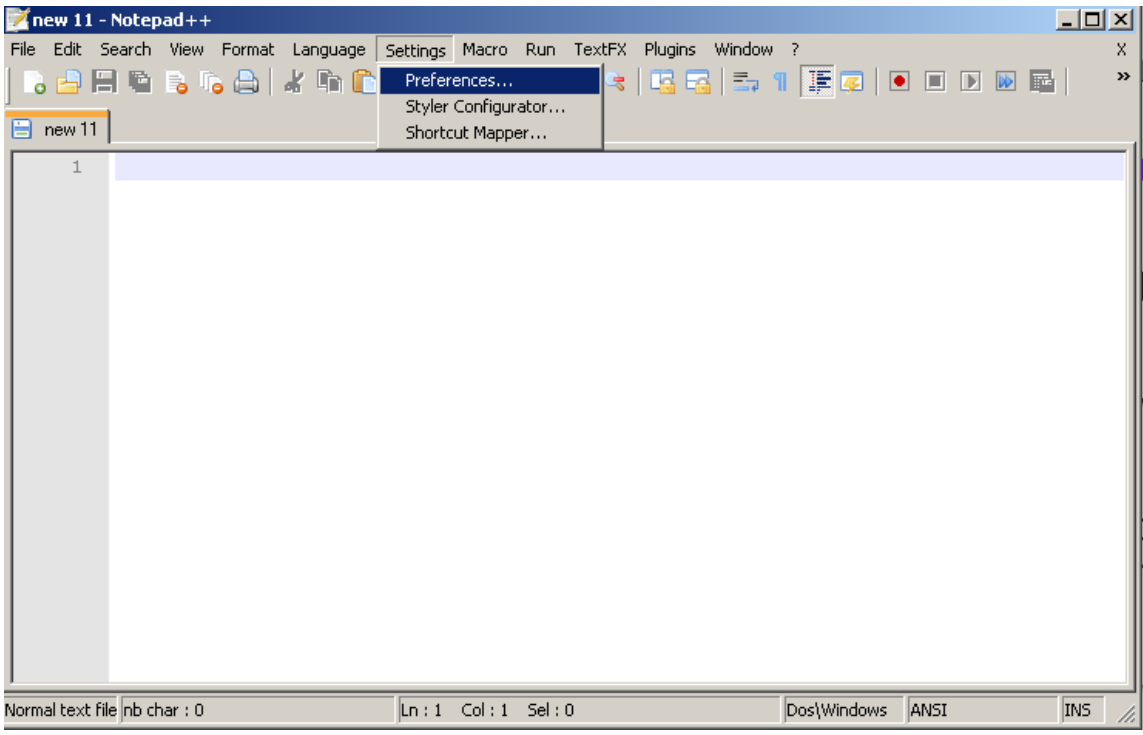 new 11 - Notepad++
File Edit Search View Format Language Settings Macro Run TextFX Plugins Window ? X
Preferences...
Styler Configurator...
Shortcut Mapper...
new 11
1
Normal text file nb char : 0 Ln : 1 Col : 1 Sel : 0 Dos\Windows ANSI INS